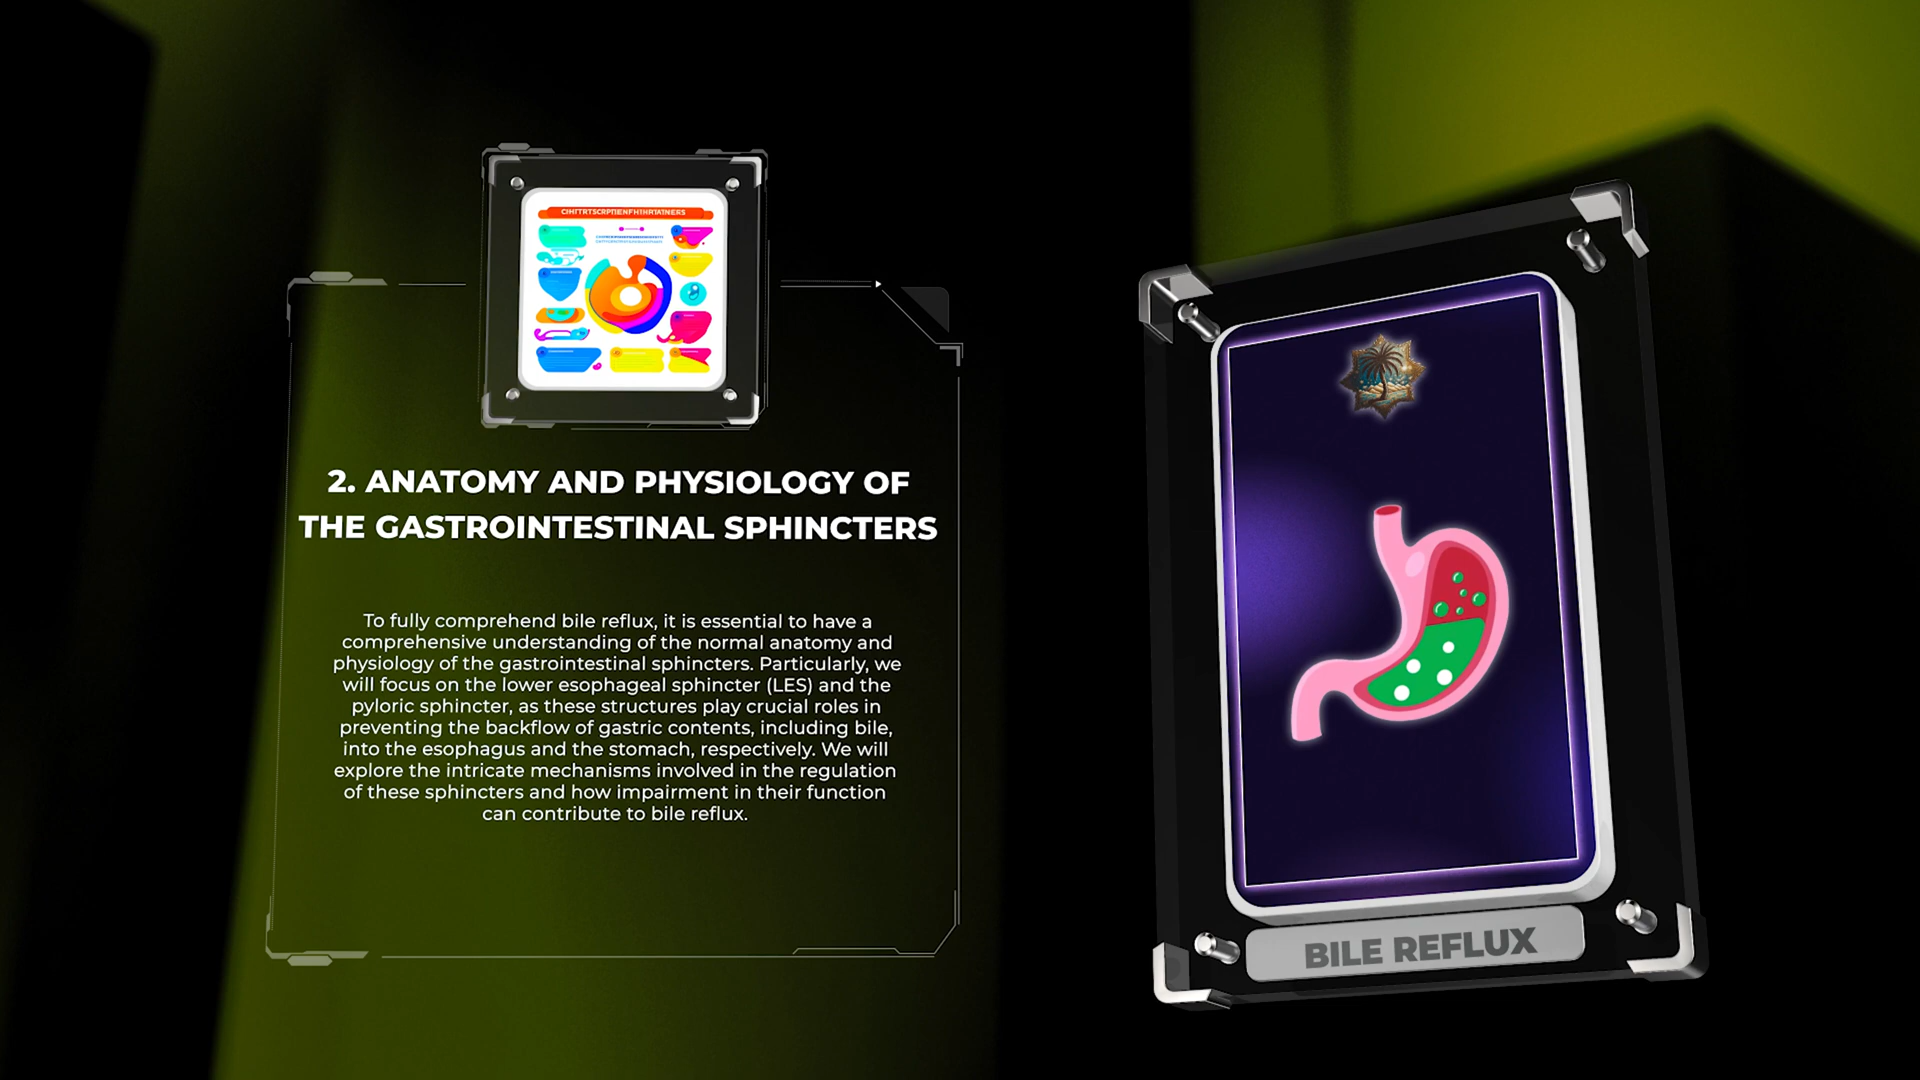 2. ANATOMY AND PHYSIOLOGY OF
THE GASTROINTESTINAL SPHINCTERS
To fully comprehend bile reflux, it is essential to have a
comprehensive understanding of the normal anatomy and
physiology of the gastrointestinal sphincters. Particularly, we
will focus on the lower esophageal sphincter (LES) and the
pyloric sphincter, as these structures play crucial roles in
preventing the backflow of gastric contents, including bile,
into the esophagus and the stomach, respectively. We will
explore the intricate mechanisms involved in the regulation
of these sphincters and how impairment in their function
can contribute to bile reflux.
BILE REFLUX